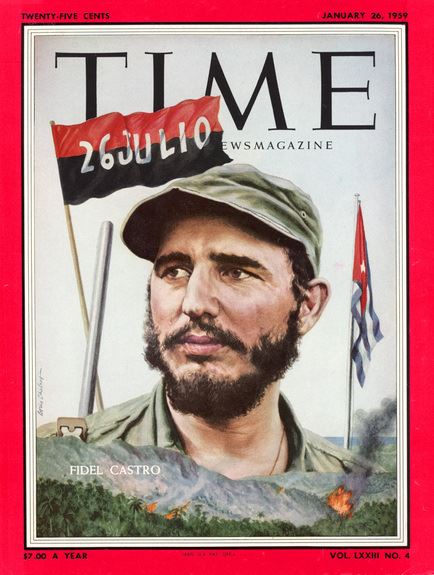 TWENTY-FIVE CENTS
JANUARY 26, 1959
TIME
EWSMAGAZINE
26 JULIO
FIDEL CASTRO
$7.00 A YEAR
VOL. LXXIII NO. 4